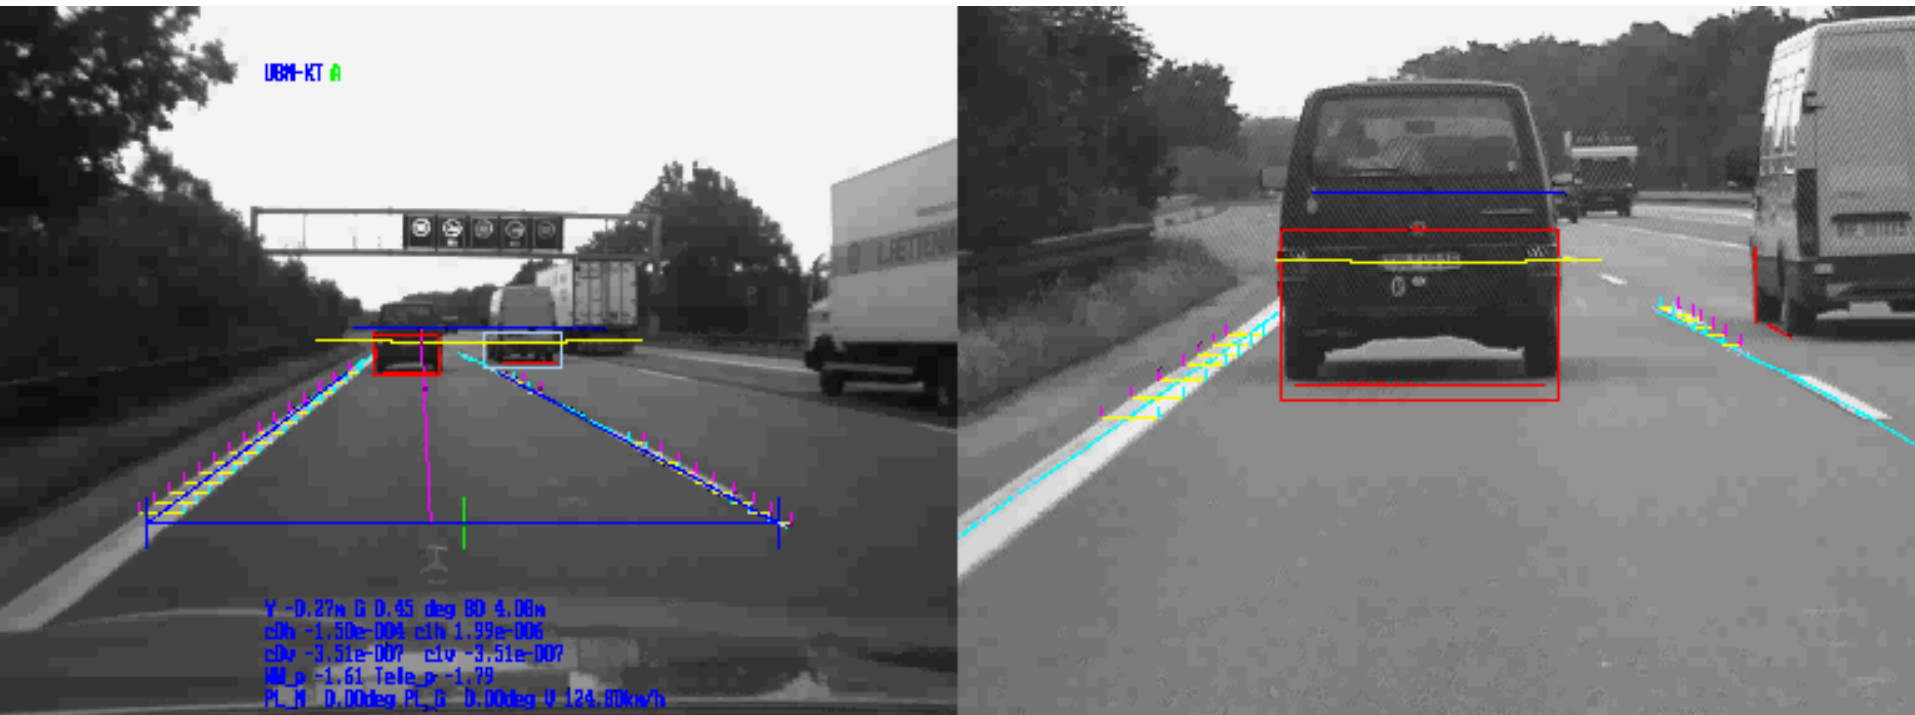 UBM-KT A
Y -0.27m G 0.45 deg BD 4.08m
c0h -1.50e-004 c1h 1.99e-006
c0v -3.51e-007 c1v -3.51e-007
WW_p -1.61 Tele_p -1.79
PL_M 0.00deg PL_G 0.00deg V 124.80km/h